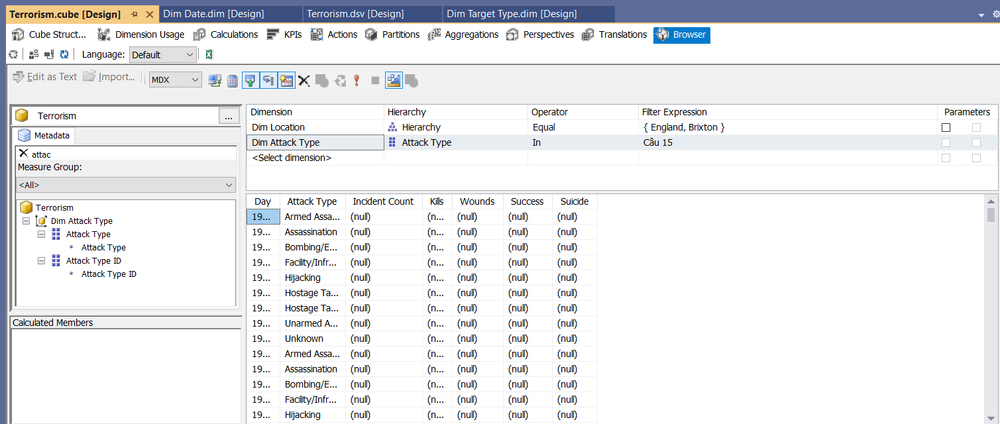 Terrorism.cube [Design] Dim Date.dim [Design] Terrorism.dsv [Design] Dim Target Type.dim [Design]
Cube Struct... Dimension Usage Calculations KPIs Actions Partitions Aggregations Perspectives Translations Browser
Language: Default
Edit as Text Import... MDX
Terrorism ...
Metadata
attac
Measure Group:
<All>
Terrorism
Dim Attack Type
Attack Type
Attack Type
Attack Type ID
Attack Type ID
Calculated Members
Dimension Hierarchy Operator Filter Expression Parameters
Dim Location Hierarchy Equal { England, Brixton }
Dim Attack Type Attack Type In Câu 15
<Select dimension>
Day Attack Type Incident Count Kills Wounds Success Suicide
19... Armed Assa... (null) (n... (null) (null) (null)
19... Assassination (null) (n... (null) (null) (null)
19... Bombing/E... (null) (n... (null) (null) (null)
19... Facility/Infr... (null) (n... (null) (null) (null)
19... Hijacking (null) (n... (null) (null) (null)
19... Hostage Ta... (null) (n... (null) (null) (null)
19... Hostage Ta... (null) (n... (null) (null) (null)
19... Unarmed A... (null) (n... (null) (null) (null)
19... Unknown (null) (n... (null) (null) (null)
19... Armed Assa... (null) (n... (null) (null) (null)
19... Assassination (null) (n... (null) (null) (null)
19... Bombing/E... (null) (n... (null) (null) (null)
19... Facility/Infr... (null) (n... (null) (null) (null)
19... Hijacking (null) (n... (null) (null) (null)